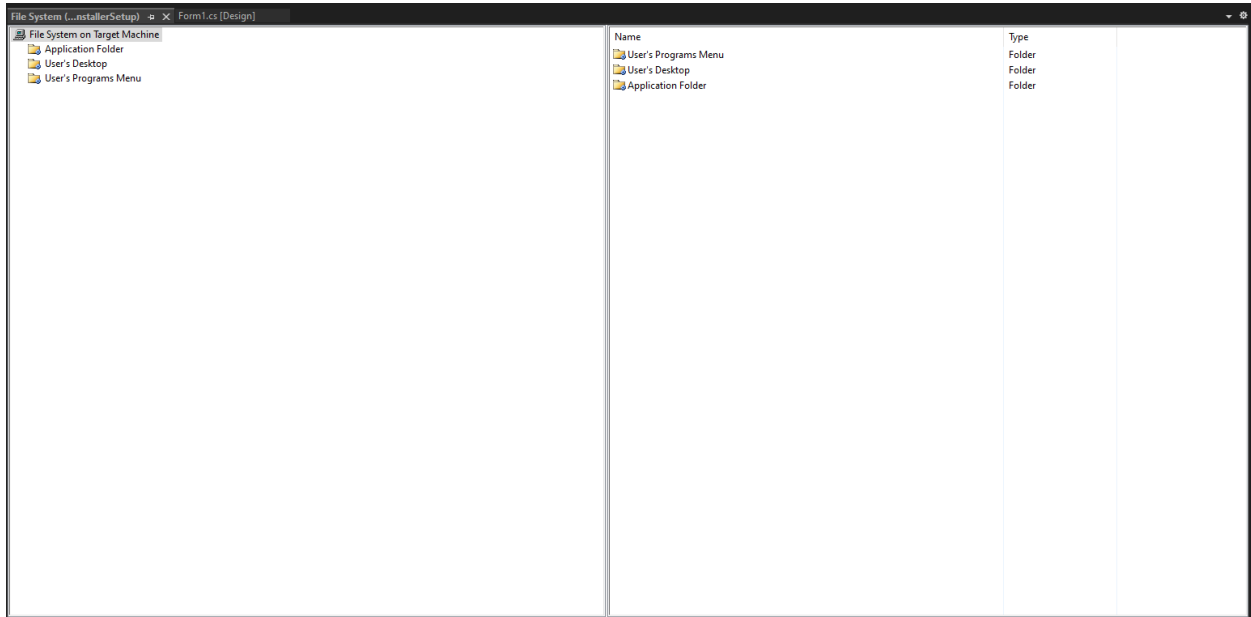 File System (...nstallerSetup) Form1.cs [Design]
File System on Target Machine
Application Folder
User's Desktop
User's Programs Menu
Name Type
User's Programs Menu Folder
User's Desktop Folder
Application Folder Folder